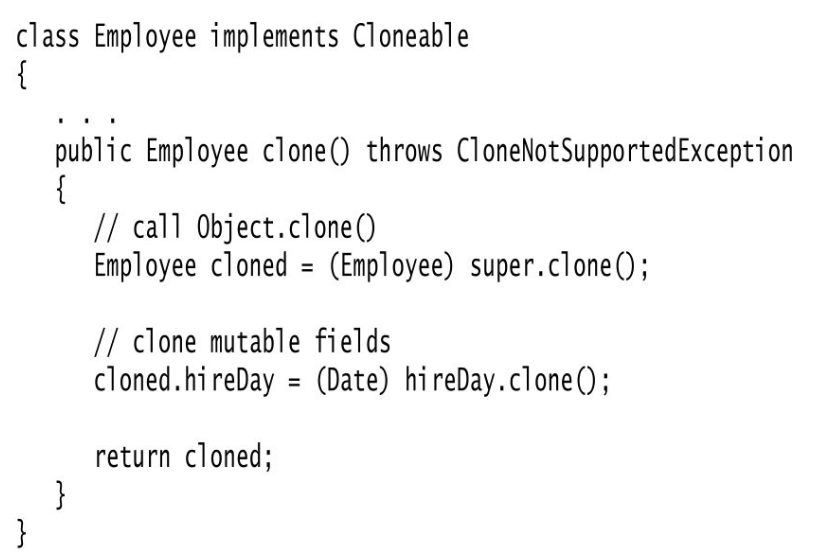 class Employee implements Cloneable
{
   . . .
   public Employee clone() throws CloneNotSupportedException
   {
      // call Object.clone()
      Employee cloned = (Employee) super.clone();

      // clone mutable fields
      cloned.hireDay = (Date) hireDay.clone();

      return cloned;
   }
}